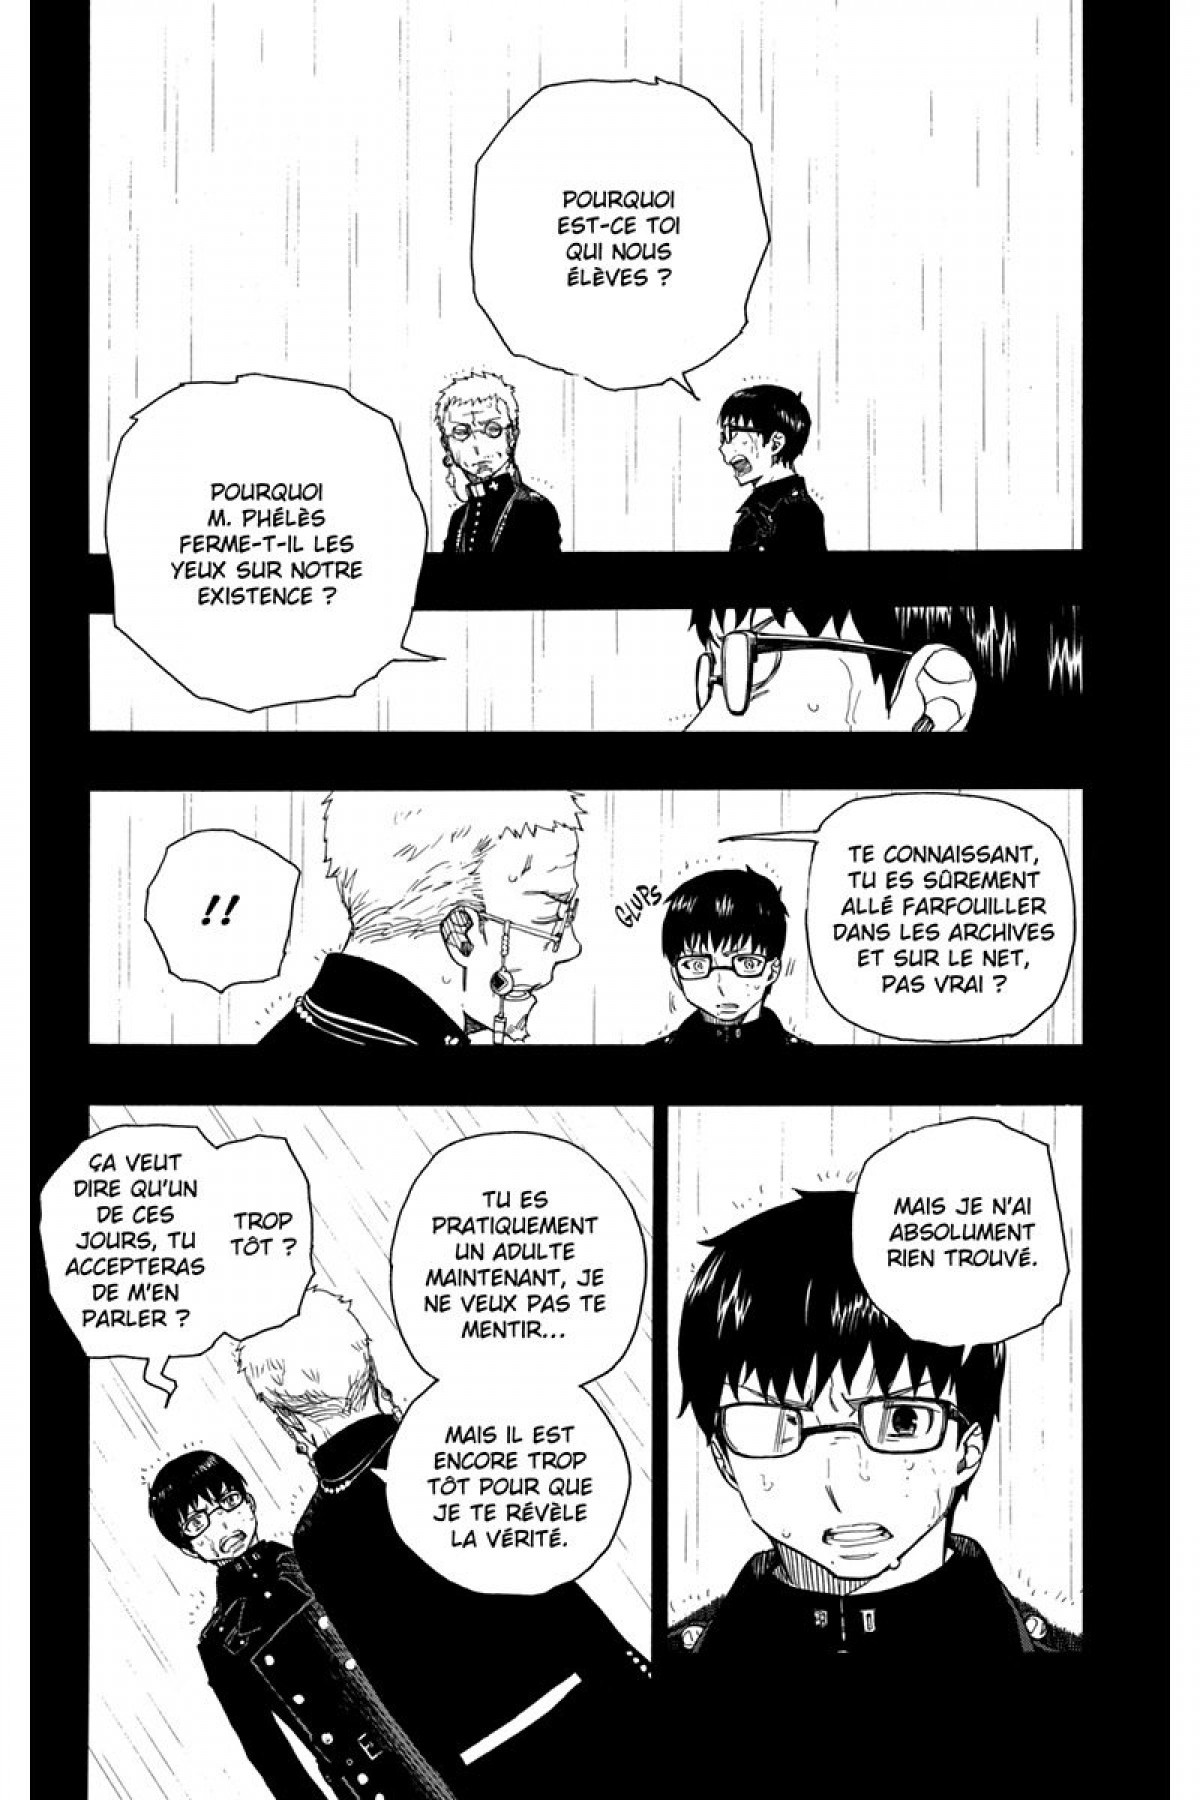 POURQUOI
EST-CE TOI
QUI NOUS
ÉLÈVES ?
POURQUOI
M. PHÉLÈS
FERME-T-IL LES
YEUX SUR NOTRE
EXISTENCE ?
TE CONNAISSANT,
TU ES SÛREMENT
ALLÉ FARFOUILLER
DANS LES ARCHIVES
ET SUR LE NET,
PAS VRAI ?
GLUPS
!!
MAIS JE N'AI
ABSOLUMENT
RIEN TROUVÉ.
TU ES
PRATIQUEMENT
UN ADULTE
MAINTENANT, JE
NE VEUX PAS TE
MENTIR...
MAIS IL EST
ENCORE TROP
TÔT POUR QUE
JE TE RÉVÈLE
LA VÉRITÉ.
TROP
TÔT ?
ÇA VEUT
DIRE QU'UN
DE CES
JOURS, TU
ACCEPTERAS
DE M'EN
PARLER ?